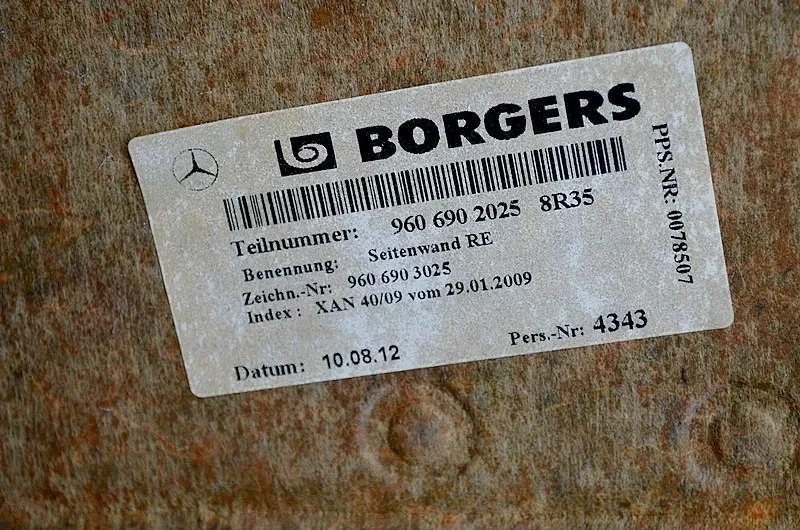 BORGERS
Teilnummer: 960 690 2025 8R35
Benennung: Seitenwand RE
Zeichn.-Nr: 960 690 3025
Index : XAN 40/09 vom 29.01.2009
Datum: 10.08.12 Pers.-Nr: 4343
PPS.NR: 0078507